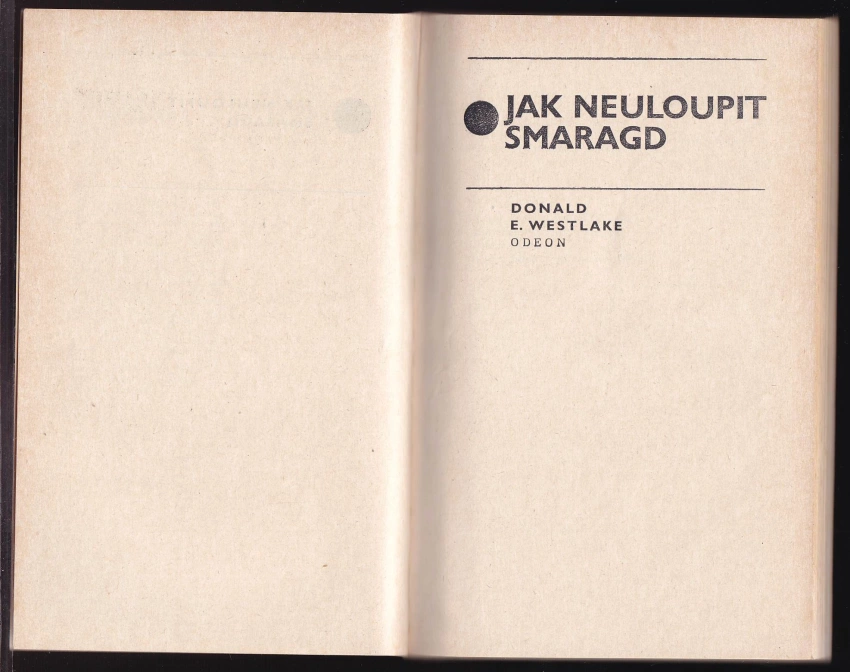 JAK NEULOUPIT
SMARAGD
DONALD
E. WESTLAKE
ODEON